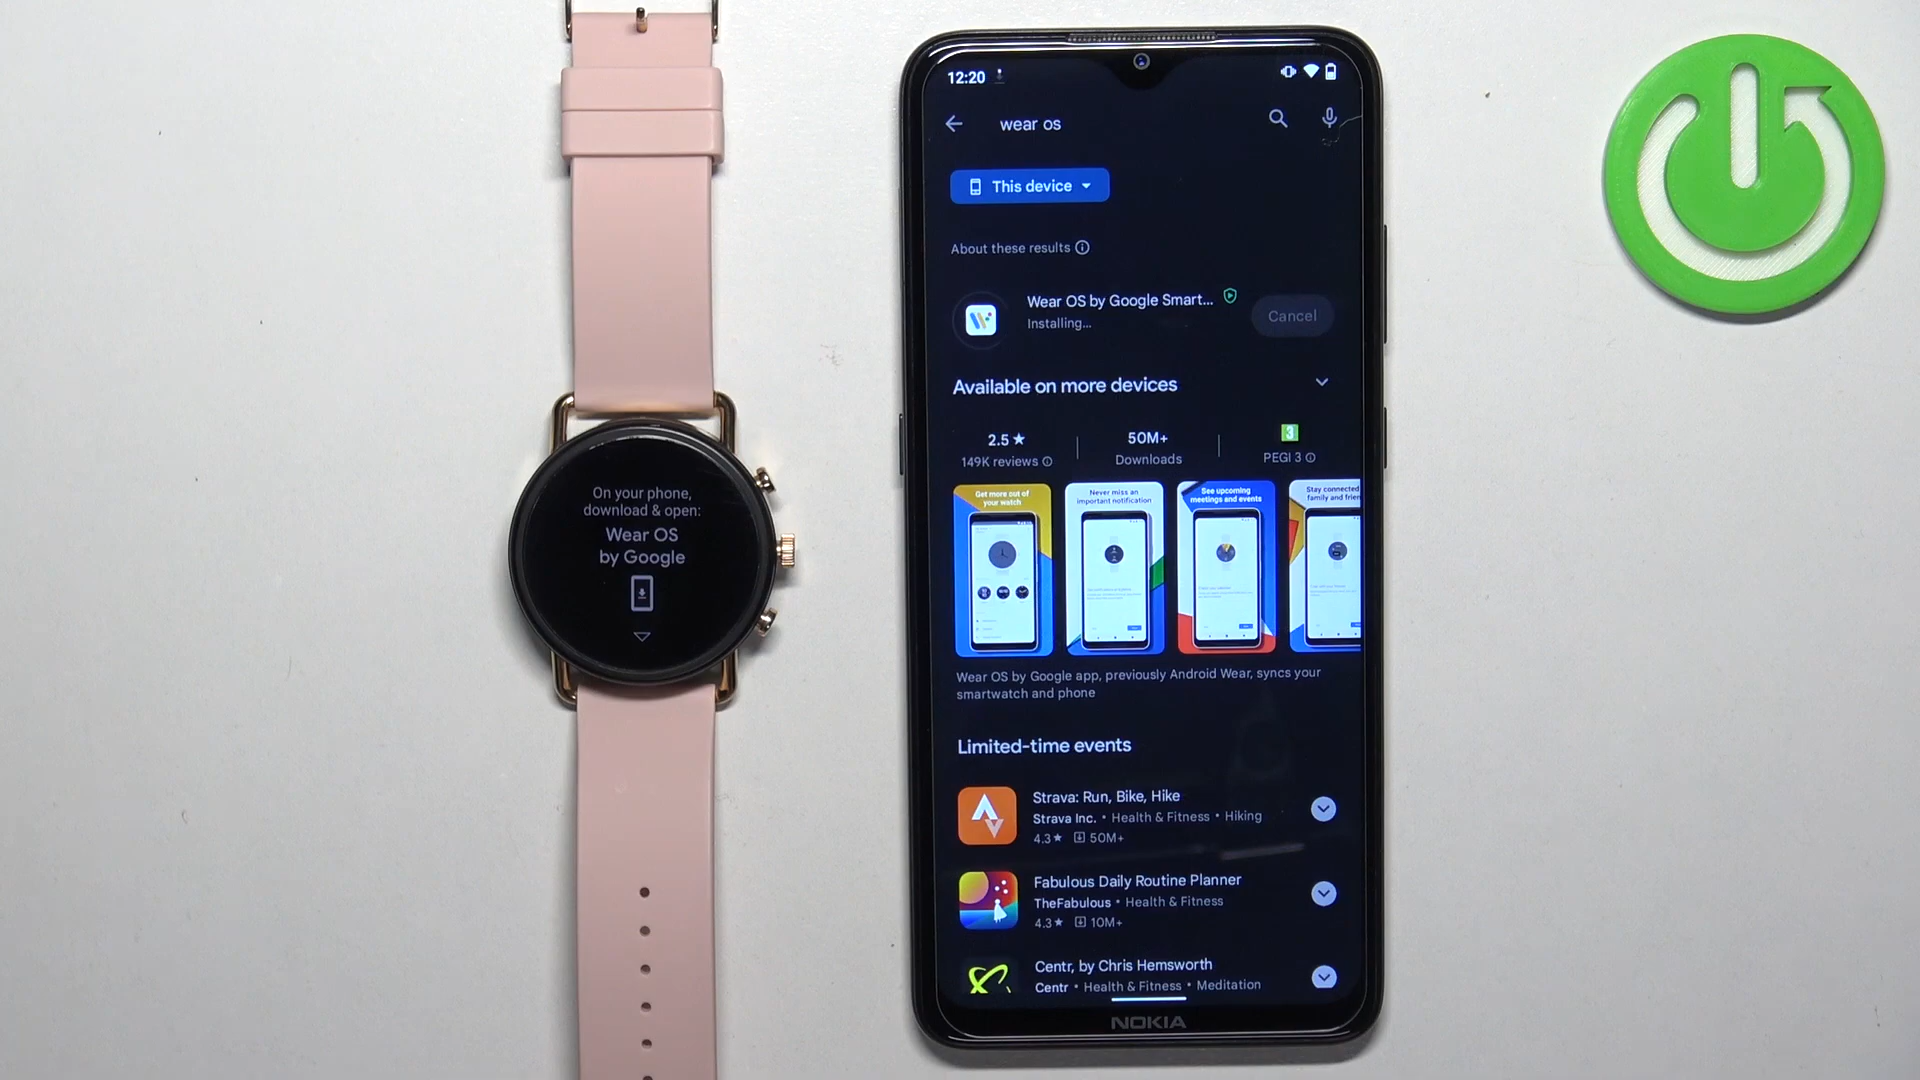 On your phone,
download & open:
Wear OS
by Google
12:20
wear os
This device
About these results
Wear OS by Google Smart...
Installing...
Cancel
Available on more devices
2.5 ★
149K reviews
50M+
Downloads
3
PEGI 3
Get more out of
your watch
Never miss an
important notification
See upcoming
meetings and events
Stay connected
family and frien
Wear OS by Google app, previously Android Wear, syncs your
smartwatch and phone
Limited-time events
Strava: Run, Bike, Hike
Strava Inc. • Health & Fitness • Hiking
4.3★ 50M+
Fabulous Daily Routine Planner
TheFabulous • Health & Fitness
4.3★ 10M+
Centr, by Chris Hemsworth
Centr • Health & Fitness • Meditation
NOKIA